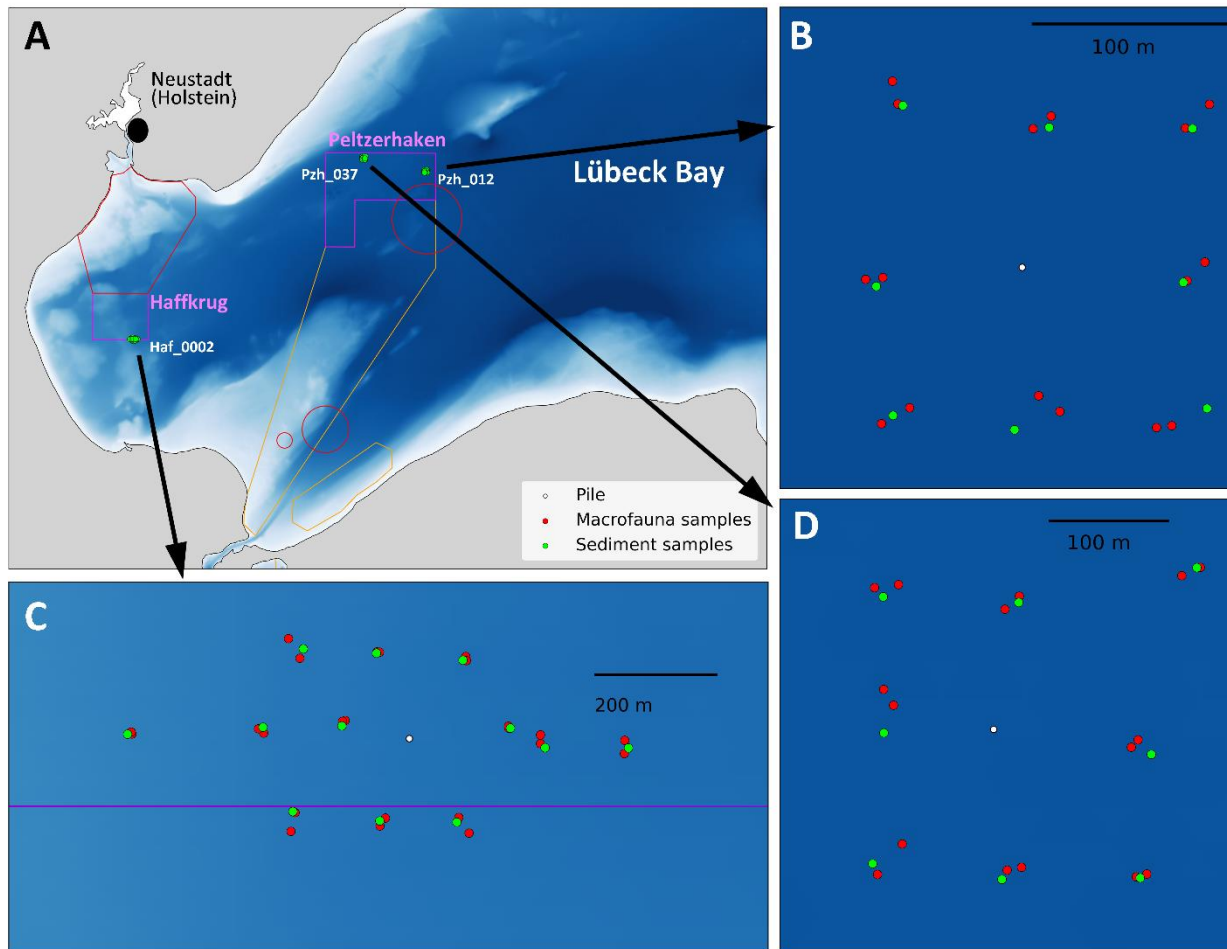 A
Neustadt
(Holstein)
Peltzerhaken
Pzh_037
Pzh_012
Lübeck Bay
Haffkrug
Haf_0002
Pile
Macrofauna samples
Sediment samples
B
100 m
C
200 m
D
100 m